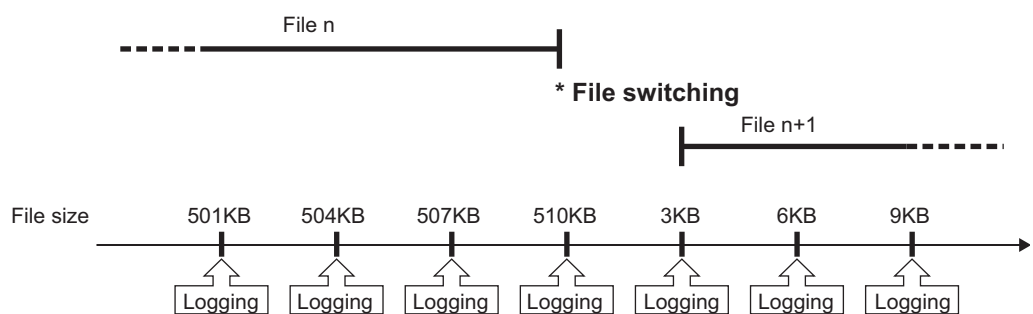 File n
* File switching
File n+1
File size 501KB 504KB 507KB 510KB 3KB 6KB 9KB
Logging Logging Logging Logging Logging Logging Logging